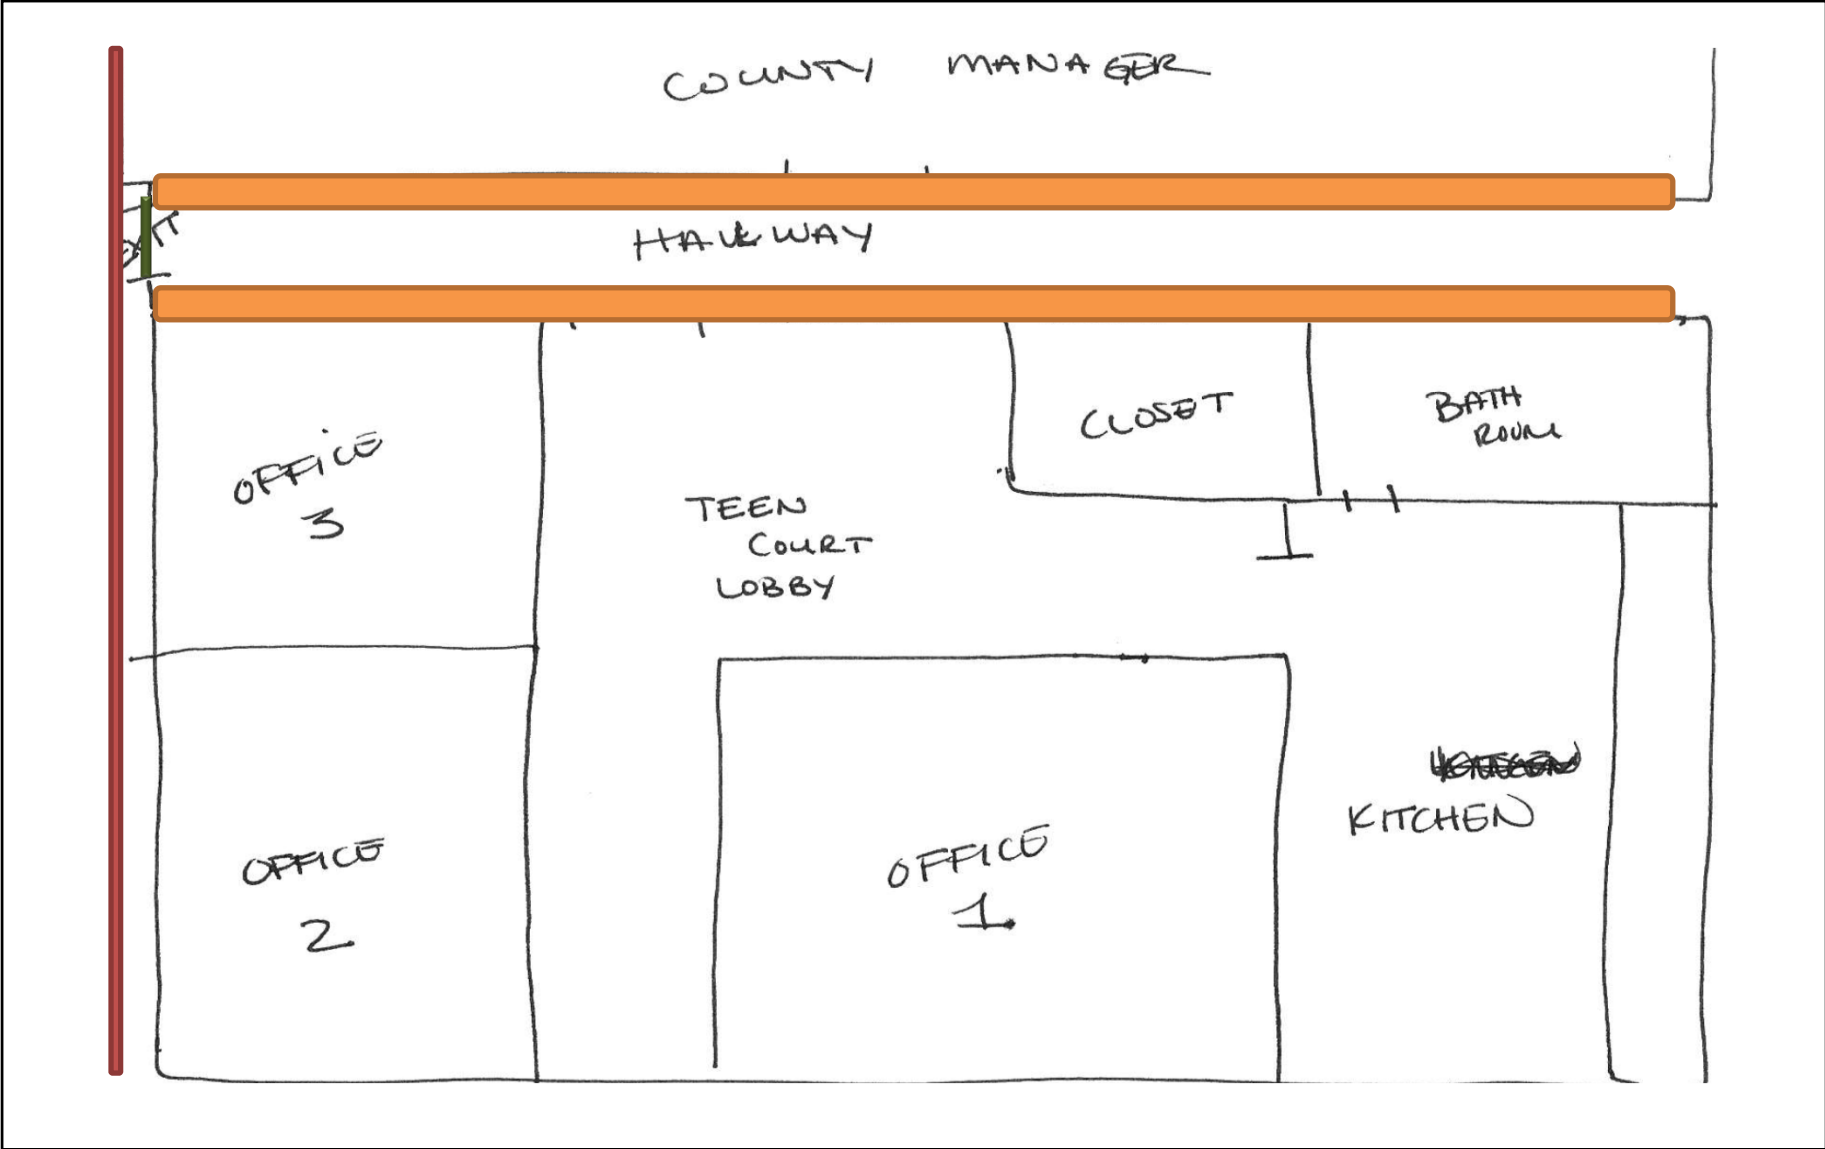 COUNTY MANAGER
EXIT
HALLWAY
OFFICE
3
TEEN
COURT
LOBBY
CLOSET
BATH
ROOM
OFFICE
2
OFFICE
1
KITCHEN